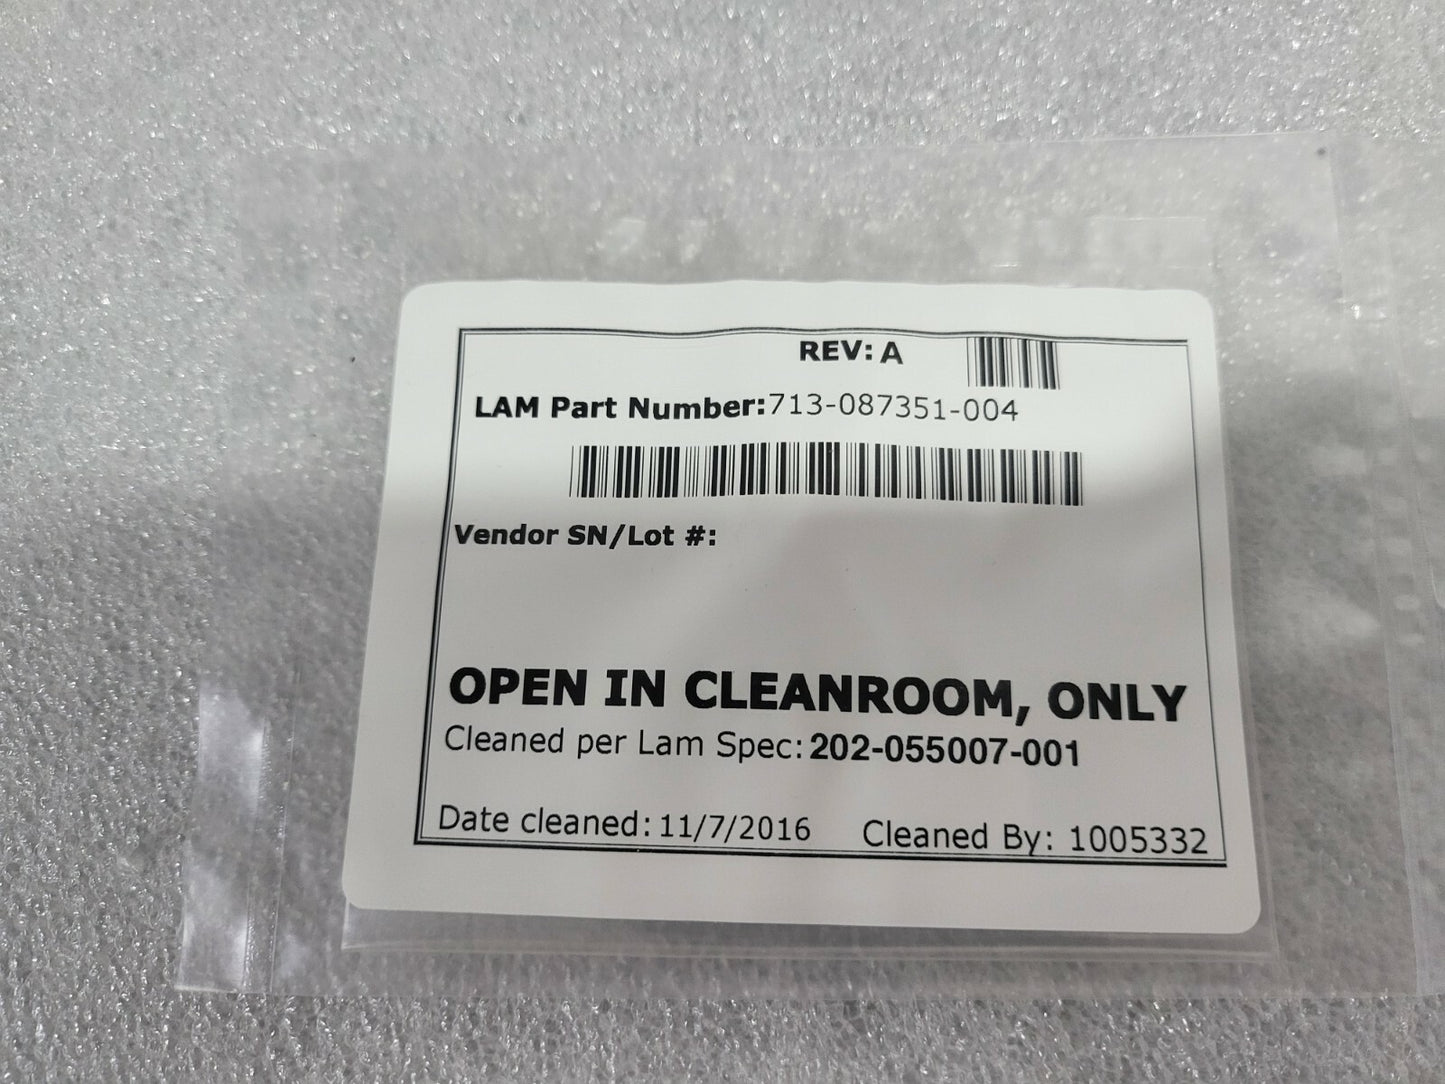 REV: A
LAM Part Number:713-087351-004
Vendor SN/Lot #:
OPEN IN CLEANROOM, ONLY
Cleaned per Lam Spec: 202-055007-001
Date cleaned: 11/7/2016 Cleaned By: 1005332